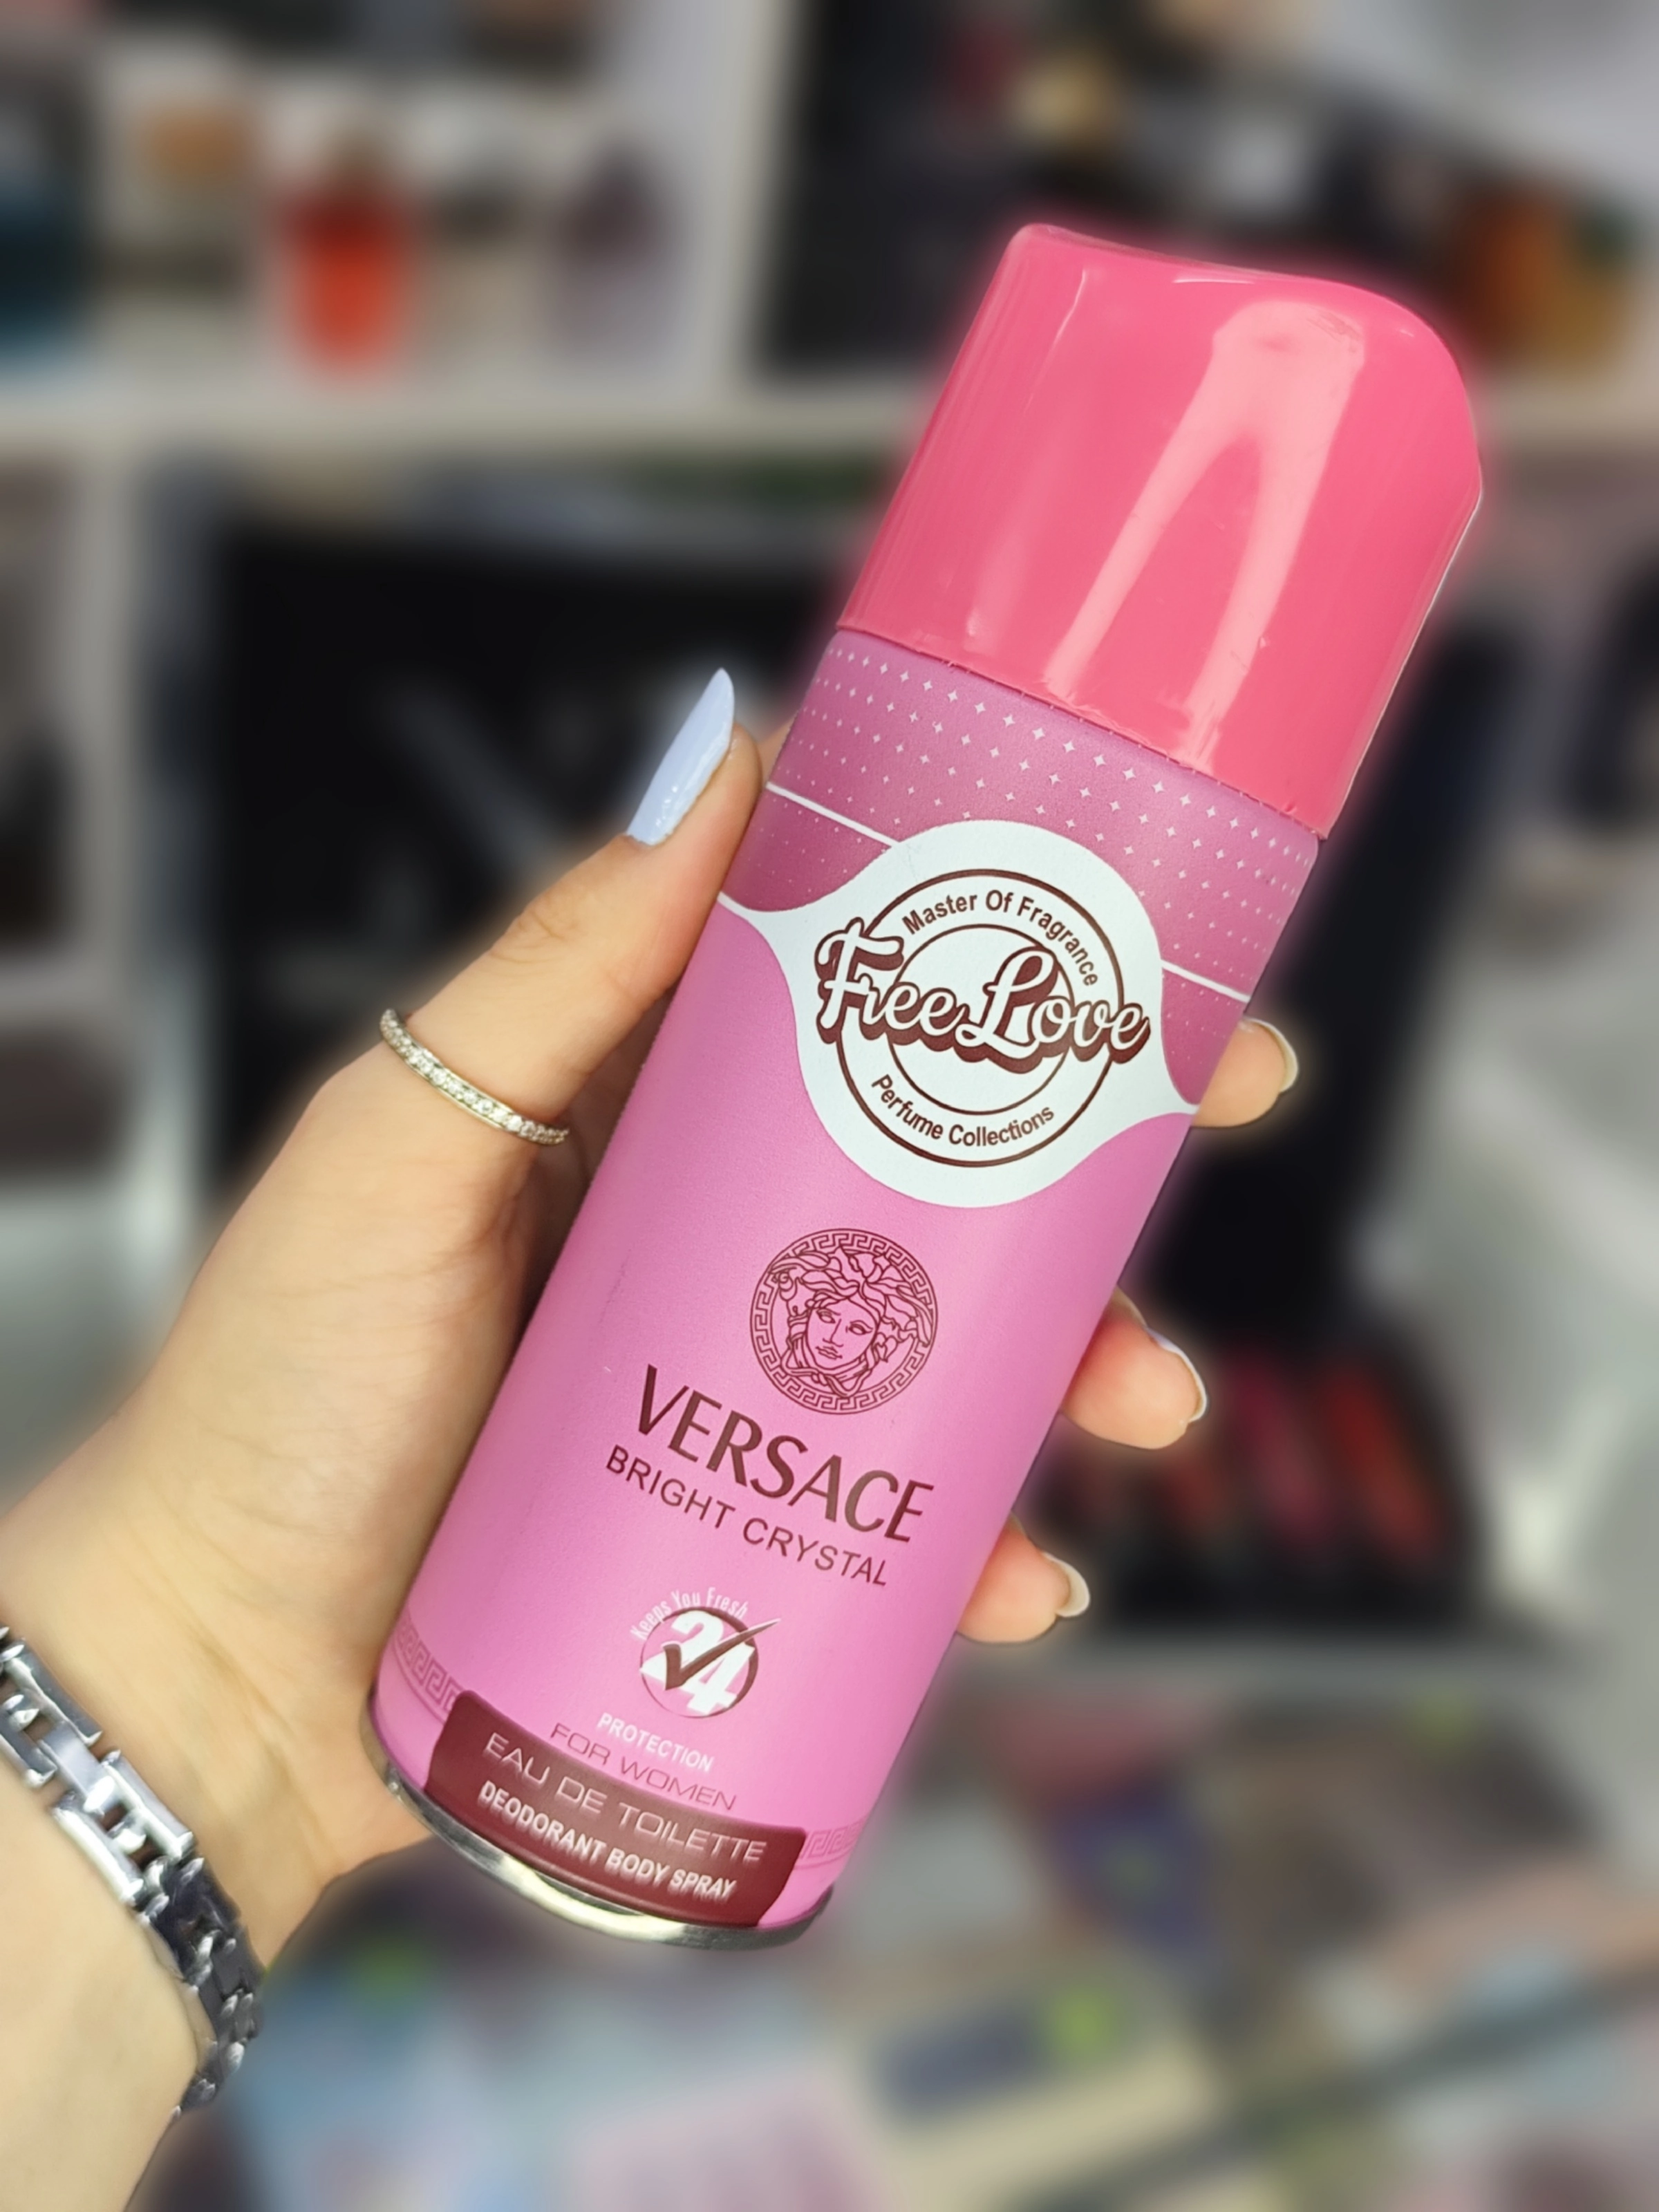 Master Of Fragrance
Free Love
Perfume Collections
VERSACE
BRIGHT CRYSTAL
Keeps You Fresh
24
PROTECTION
FOR WOMEN
EAU DE TOILETTE
DEODORANT BODY SPRAY